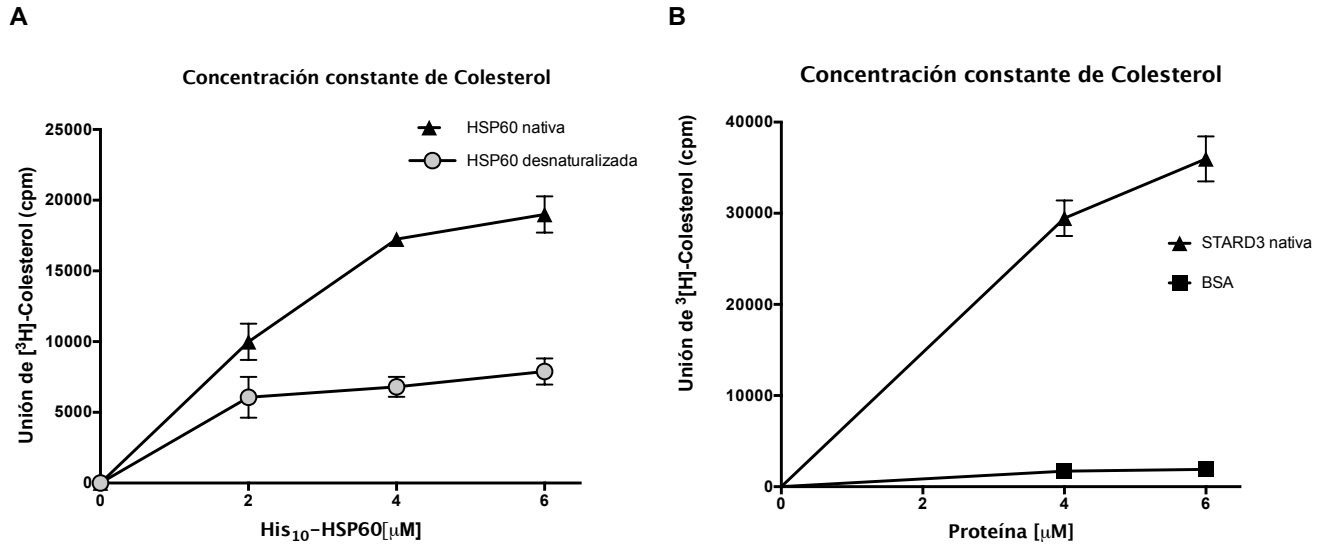 A
Concentración constante de Colesterol
HSP60 nativa
HSP60 desnaturalizada
25000
20000
15000
10000
5000
0
Unión de [³H]-Colesterol (cpm)
0 2 4 6
His₁₀-HSP60[µM]
B
Concentración constante de Colesterol
40000
30000
20000
10000
0
Unión de ³[H]-Colesterol (cpm)
STARD3 nativa
BSA
0 2 4 6
Proteína [µM]